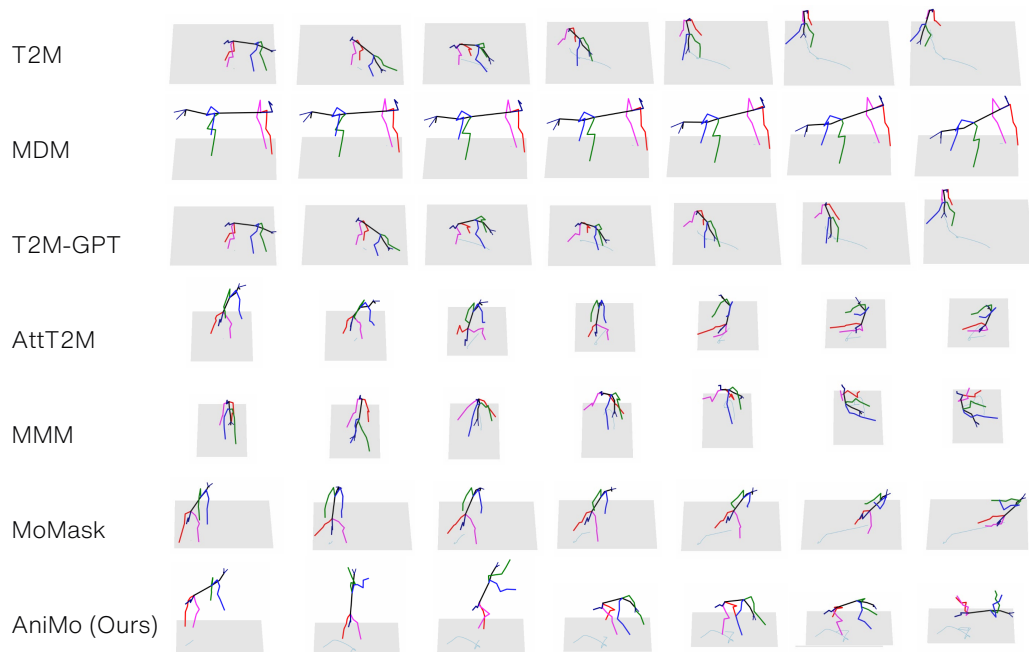 T2M
MDM
T2M-GPT
AttT2M
MMM
MoMask
AniMo (Ours)